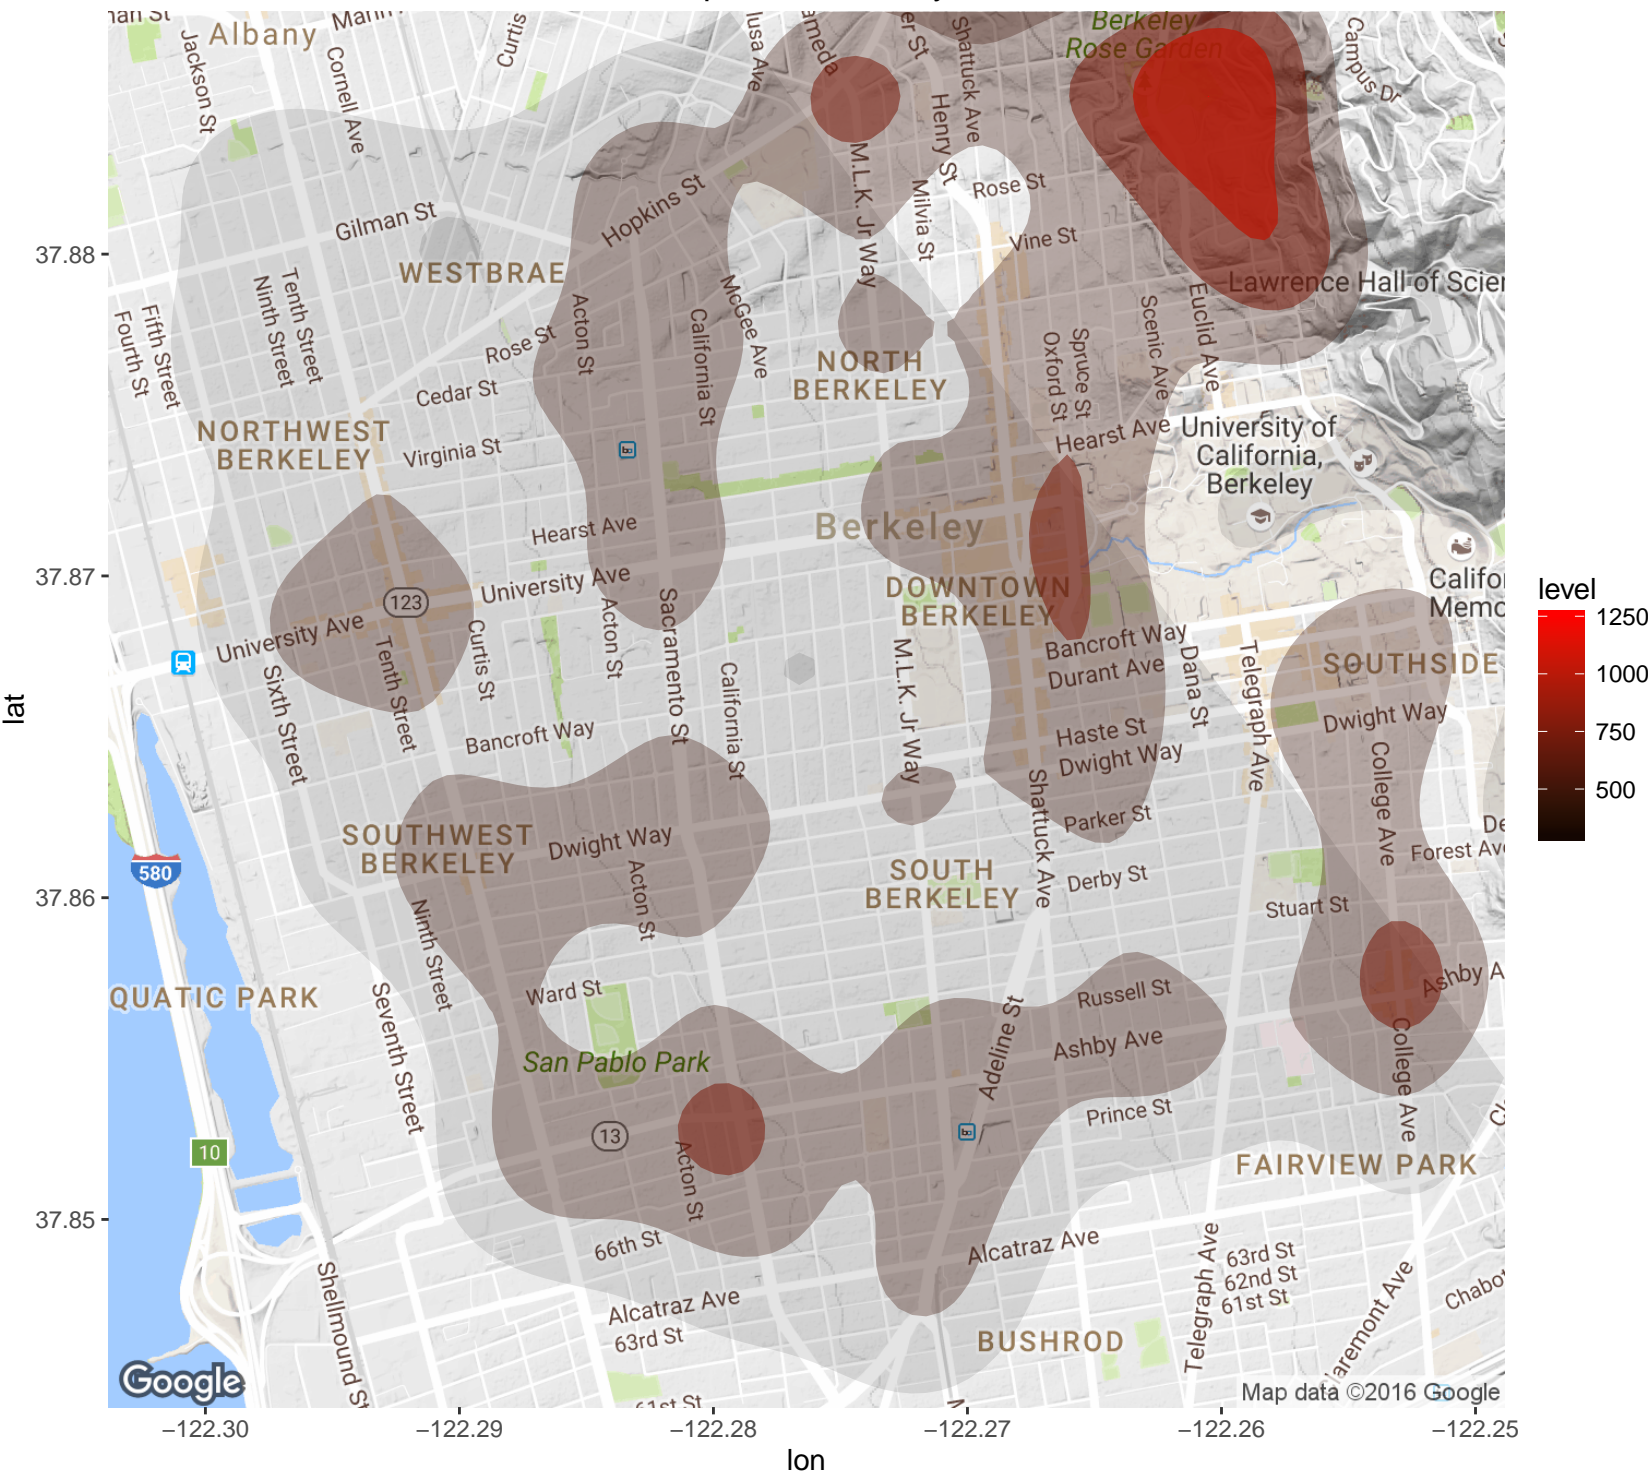 Albany
Jackson St
Cornell Ave
Curtis
Shattuck Ave
Henry St
Berkeley
Rose Garden
Campus Dr
Hopkins St
M.L.K. Jr Way
Milvia St
Rose St
Vine St
Gilman St
WESTBRAE
Lawrence Hall of Scien
37.88
Fifth Street
Fourth St
Ninth Street
Tenth Street
Acton St
McGee Ave
California St
Rose St
Cedar St
NORTH
BERKELEY
Oxford St
Spruce St
Scenic Ave
Euclid Ave
NORTHWEST
BERKELEY
Virginia St
Hearst Ave
University of
California,
Berkeley
Hearst Ave
Berkeley
37.87
University Ave
123
DOWNTOWN
BERKELEY
Califor
Memo
University Ave
Sixth Street
Tenth Street
Curtis St
Acton St
Sacramento St
California St
M.L.K. Jr Way
Bancroft Way
Durant Ave
Dana St
Telegraph Ave
SOUTHSIDE
Bancroft Way
Haste St
Dwight Way
Dwight Way
College Ave
Shattuck Ave
Parker St
SOUTHWEST
BERKELEY
Dwight Way
Acton St
SOUTH
BERKELEY
Derby St
De
Forest Ave
580
37.86
Ninth Street
Stuart St
QUATIC PARK
Seventh Street
Ward St
Russell St
Ashby A
San Pablo Park
Adeline St
Ashby Ave
College Ave
Prince St
13
Acton St
10
FAIRVIEW PARK
37.85
66th St
Alcatraz Ave
Telegraph Ave
63rd St
62nd St
61st St
Claremont Ave
Chabot
Shellmound St
Alcatraz Ave
63rd St
BUSHROD
61st St
Google
Map data ©2016 Google
−122.30
−122.29
−122.28
−122.27
−122.26
−122.25
lon
lat
level
1250
1000
750
500